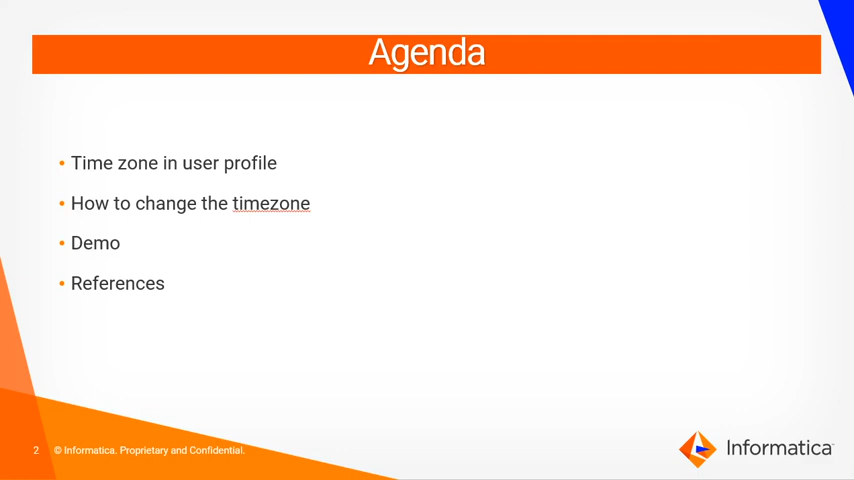 Agenda
• Time zone in user profile
• How to change the timezone
• Demo
• References
2 © Informatica. Proprietary and Confidential.
Informatica